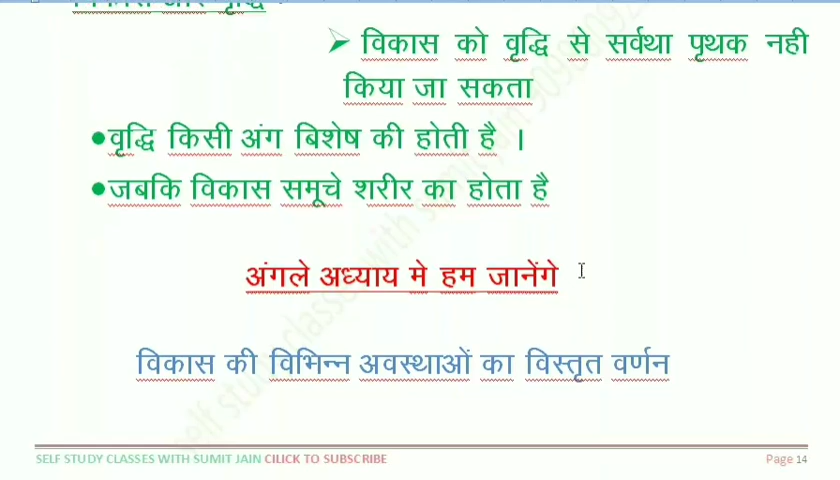 विकास को वृद्धि से सर्वथा पृथक नही
किया जा सकता
•वृद्धि किसी अंग बिशेष की होती है ।
•जबकि विकास समूचे शरीर का होता है
अंगले अध्याय मे हम जानेंगे
विकास की विभिन्न अवस्थाओं का विस्तृत वर्णन
SELF STUDY CLASSES WITH SUMIT JAIN CILICK TO SUBSCRIBE Page 14